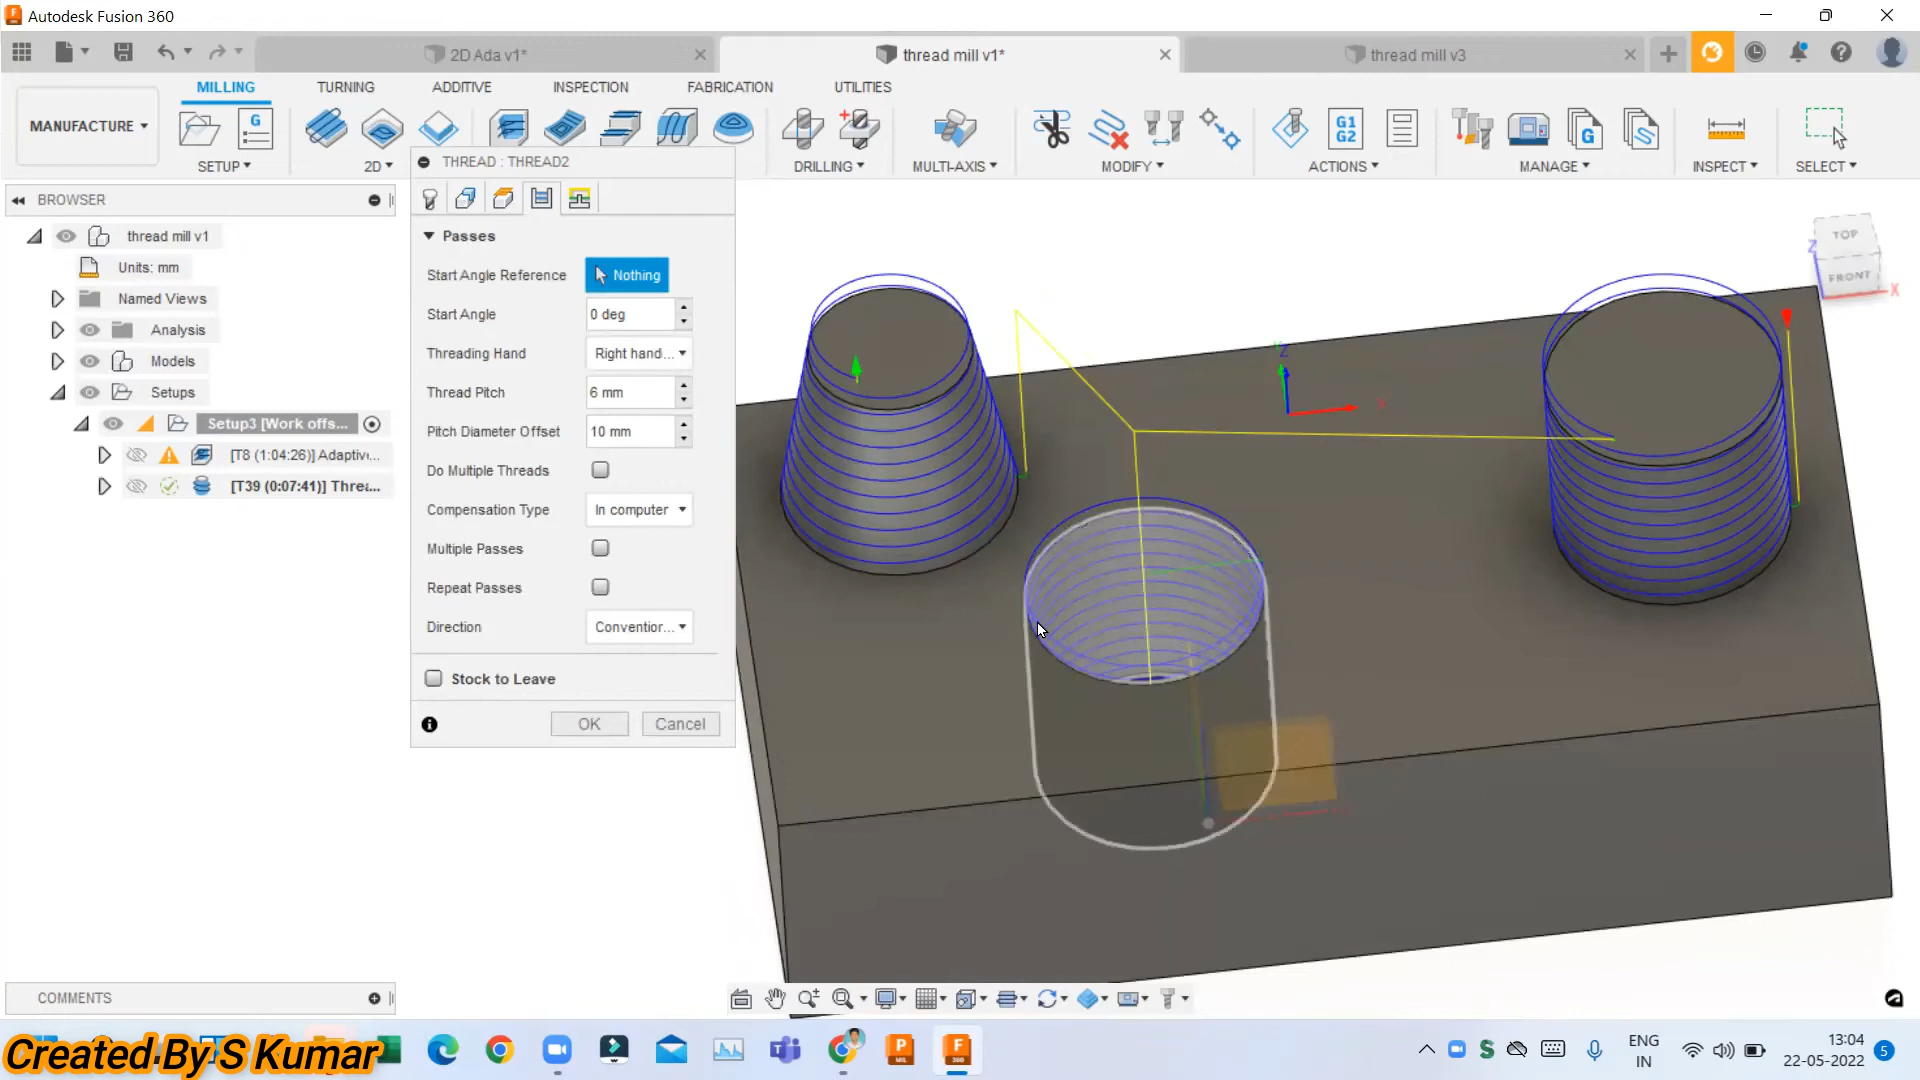 Autodesk Fusion 360
2D Ada v1*
thread mill v1*
thread mill v3
MANUFACTURE
MILLING
TURNING
ADDITIVE
INSPECTION
FABRICATION
UTILITIES
G
G1
G2
G
SETUP
2D
DRILLING
MULTI-AXIS
MODIFY
ACTIONS
MANAGE
INSPECT
SELECT
BROWSER
thread mill v1
Units: mm
Named Views
Analysis
Models
Setups
Setup3 [Work offs...
[T8 (1:04:26)] Adaptiv...
[T39 (0:07:41)] Threa...
THREAD : THREAD2
Passes
Start Angle Reference
Nothing
Start Angle
0 deg
Threading Hand
Right hand...
Thread Pitch
6 mm
Pitch Diameter Offset
10 mm
Do Multiple Threads
Compensation Type
In computer
Multiple Passes
Repeat Passes
Direction
Convention...
Stock to Leave
OK
Cancel
TOP
FRONT
Z
X
Z
X
COMMENTS
Created By S Kumar
ENG
IN
13:04
22-05-2022
5